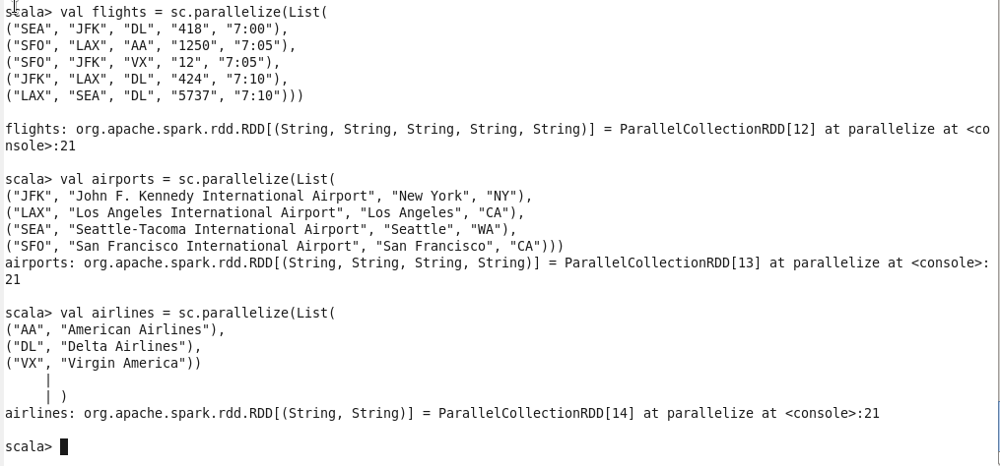 scala> val flights = sc.parallelize(List(
("SEA", "JFK", "DL", "418", "7:00"),
("SFO", "LAX", "AA", "1250", "7:05"),
("SFO", "JFK", "VX", "12", "7:05"),
("JFK", "LAX", "DL", "424", "7:10"),
("LAX", "SEA", "DL", "5737", "7:10")))
flights: org.apache.spark.rdd.RDD[(String, String, String, String, String)] = ParallelCollectionRDD[12] at parallelize at <co
nsole>:21
scala> val airports = sc.parallelize(List(
("JFK", "John F. Kennedy International Airport", "New York", "NY"),
("LAX", "Los Angeles International Airport", "Los Angeles", "CA"),
("SEA", "Seattle-Tacoma International Airport", "Seattle", "WA"),
("SFO", "San Francisco International Airport", "San Francisco", "CA")))
airports: org.apache.spark.rdd.RDD[(String, String, String, String)] = ParallelCollectionRDD[13] at parallelize at <console>:
21
scala> val airlines = sc.parallelize(List(
("AA", "American Airlines"),
("DL", "Delta Airlines"),
("VX", "Virgin America"))
     |
     | )
airlines: org.apache.spark.rdd.RDD[(String, String)] = ParallelCollectionRDD[14] at parallelize at <console>:21
scala>